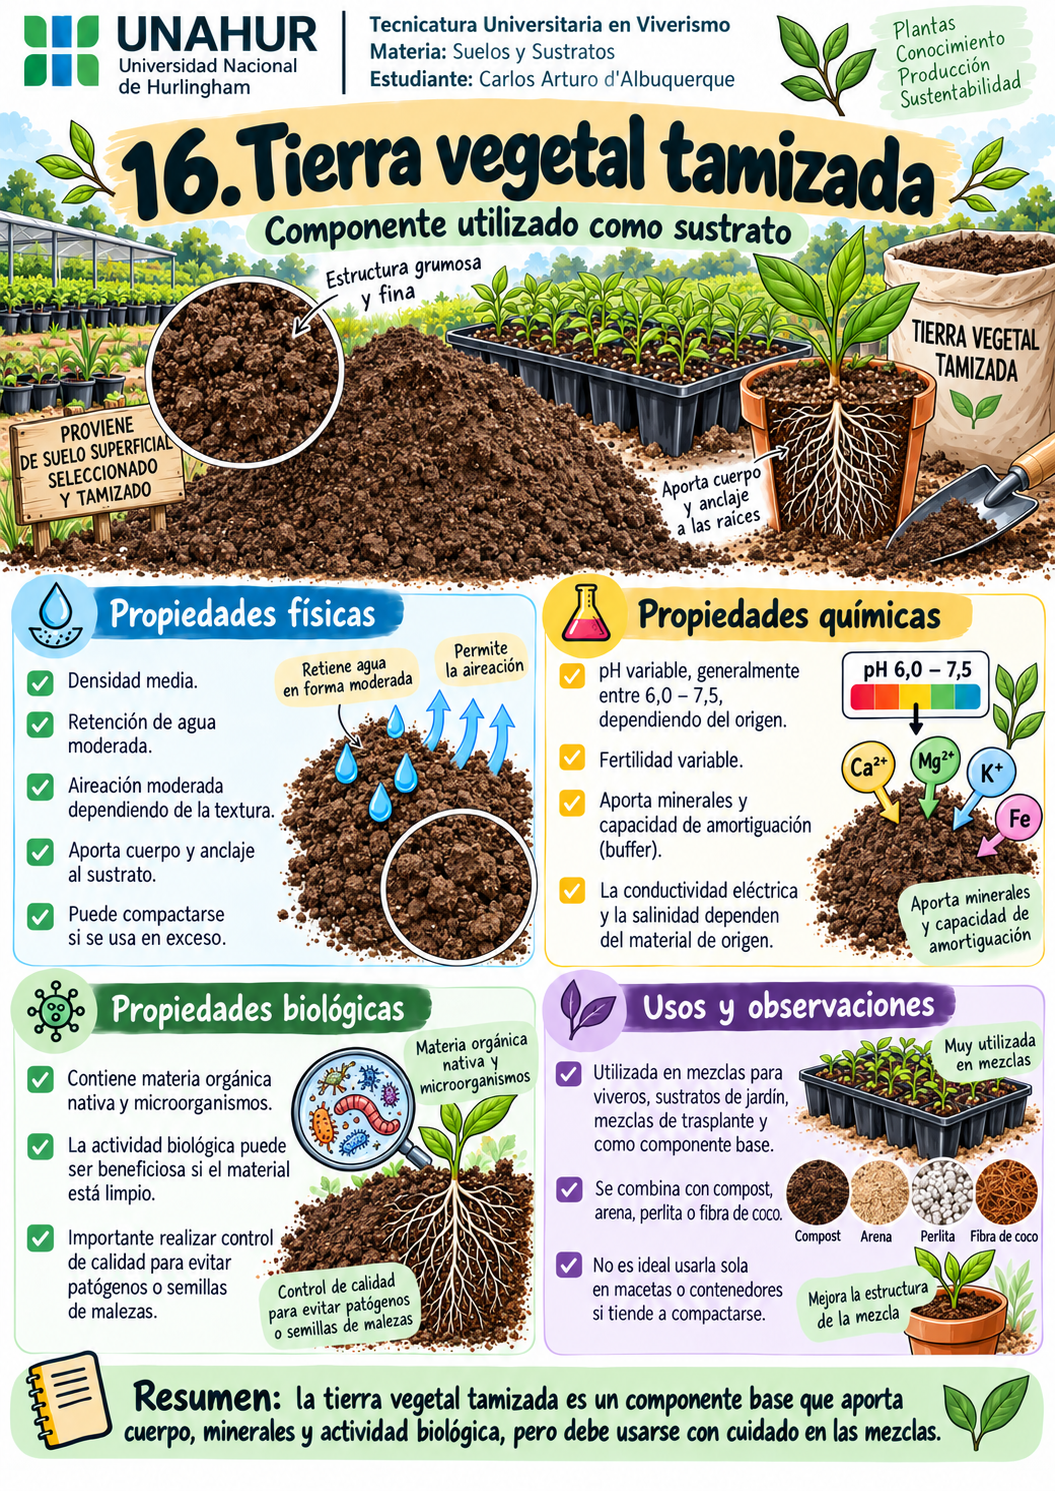 UNAHUR
Universidad Nacional
de Hurlingham
Tecnicatura Universitaria en Viverismo
Materia: Suelos y Sustratos
Estudiante: Carlos Arturo d'Albuquerque
Plantas
Conocimiento
Producción
Sustentabilidad
16. Tierra vegetal tamizada
Componente utilizado como sustrato
Estructura grumosa
y fina
TIERRA VEGETAL
TAMIZADA
PROVIENE
DE SUELO SUPERFICIAL
SELECCIONADO
Y TAMIZADO
Aporta cuerpo
y anclaje
a las raíces
Propiedades físicas
Densidad media.
Retención de agua
moderada.
Aireación moderada
dependiendo de la textura.
Aporta cuerpo y anclaje
al sustrato.
Puede compactarse
si se usa en exceso.
Retiene agua
en forma moderada
Permite
la aireación
Propiedades químicas
pH variable, generalmente
entre 6,0 – 7,5,
dependiendo del origen.
Fertilidad variable.
Aporta minerales y
capacidad de amortiguación
(buffer).
La conductividad eléctrica
y la salinidad dependen
del material de origen.
pH 6,0 – 7,5
Ca²⁺
Mg²⁺
K⁺
Fe
Aporta minerales
y capacidad de
amortiguación
Propiedades biológicas
Contiene materia orgánica
nativa y microorganismos.
La actividad biológica puede
ser beneficiosa si el material
está limpio.
Importante realizar control
de calidad para evitar
patógenos o semillas
de malezas.
Materia orgánica
nativa y
microorganismos
Control de calidad
para evitar patógenos
o semillas de malezas
Usos y observaciones
Utilizada en mezclas para
viveros, sustratos de jardín,
mezclas de trasplante y
como componente base.
Se combina con compost,
arena, perlita o fibra de coco.
No es ideal usarla sola
en macetas o contenedores
si tiende a compactarse.
Muy utilizada
en mezclas
Compost
Arena
Perlita
Fibra de coco
Mejora la estructura
de la mezcla
Resumen: la tierra vegetal tamizada es un componente base que aporta
cuerpo, minerales y actividad biológica, pero debe usarse con cuidado en las mezclas.